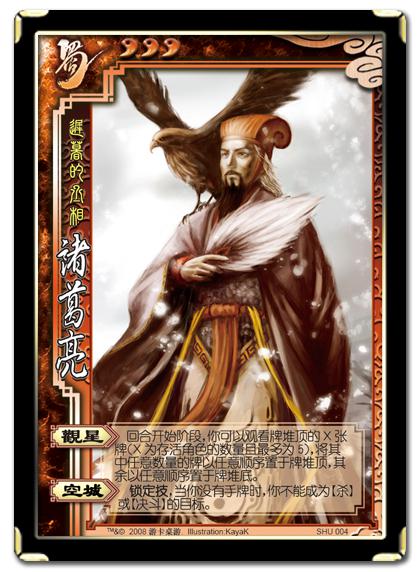 蜀
遲暮的丞相
諸葛亮
觀星 回合开始阶段,你可以观看牌堆顶的X张
牌(X为存活角色的数量且最多为5),将其
中任意数量的牌以任意顺序置于牌堆顶,其
余以任意顺序置于牌堆底。
空城 锁定技,当你没有手牌时,你不能成为【杀】
或【决斗】的目标。
™&© 2008 游卡桌游. Illustration:KayaK SHU 004